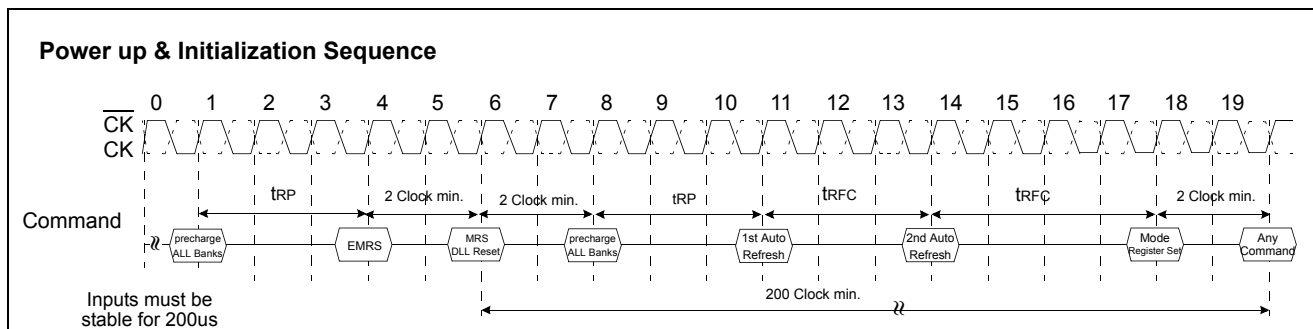 Power up & Initialization Sequence
0 1 2 3 4 5 6 7 8 9 10 11 12 13 14 15 16 17 18 19
CK
CK
tRP 2 Clock min. 2 Clock min. tRP tRFC tRFC 2 Clock min.
Command
precharge
ALL Banks
EMRS
MRS
DLL Reset
precharge
ALL Banks
1st Auto
Refresh
2nd Auto
Refresh
Mode
Register Set
Any
Command
200 Clock min.
Inputs must be
stable for 200us